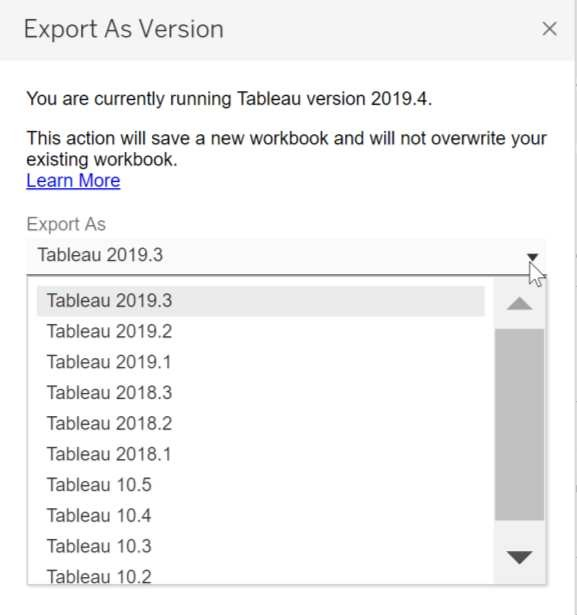 Export As Version
You are currently running Tableau version 2019.4.
This action will save a new workbook and will not overwrite your
existing workbook.
Learn More
Export As
Tableau 2019.3
Tableau 2019.3
Tableau 2019.2
Tableau 2019.1
Tableau 2018.3
Tableau 2018.2
Tableau 2018.1
Tableau 10.5
Tableau 10.4
Tableau 10.3
Tableau 10.2